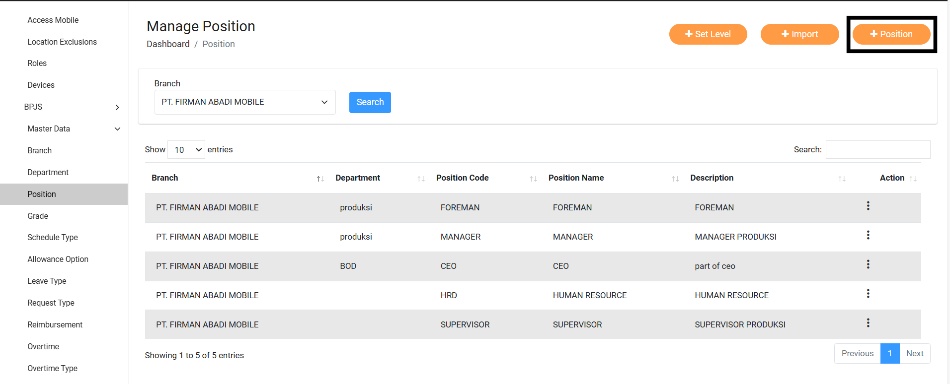 Access Mobile
Location Exclusions
Roles
Devices
BPJS
Master Data
Branch
Department
Position
Grade
Schedule Type
Allowance Option
Leave Type
Request Type
Reimbursement
Overtime
Overtime Type
Manage Position
Dashboard / Position
+ Set Level
+ Import
+ Position
Branch
PT. FIRMAN ABADI MOBILE
Search
Show 10 entries
Search:
Branch Department Position Code Position Name Description Action
PT. FIRMAN ABADI MOBILE produksi FOREMAN FOREMAN FOREMAN
PT. FIRMAN ABADI MOBILE produksi MANAGER MANAGER MANAGER PRODUKSI
PT. FIRMAN ABADI MOBILE BOD CEO CEO part of ceo
PT. FIRMAN ABADI MOBILE HRD HUMAN RESOURCE HUMAN RESOURCE
PT. FIRMAN ABADI MOBILE SUPERVISOR SUPERVISOR SUPERVISOR PRODUKSI
Showing 1 to 5 of 5 entries
Previous 1 Next